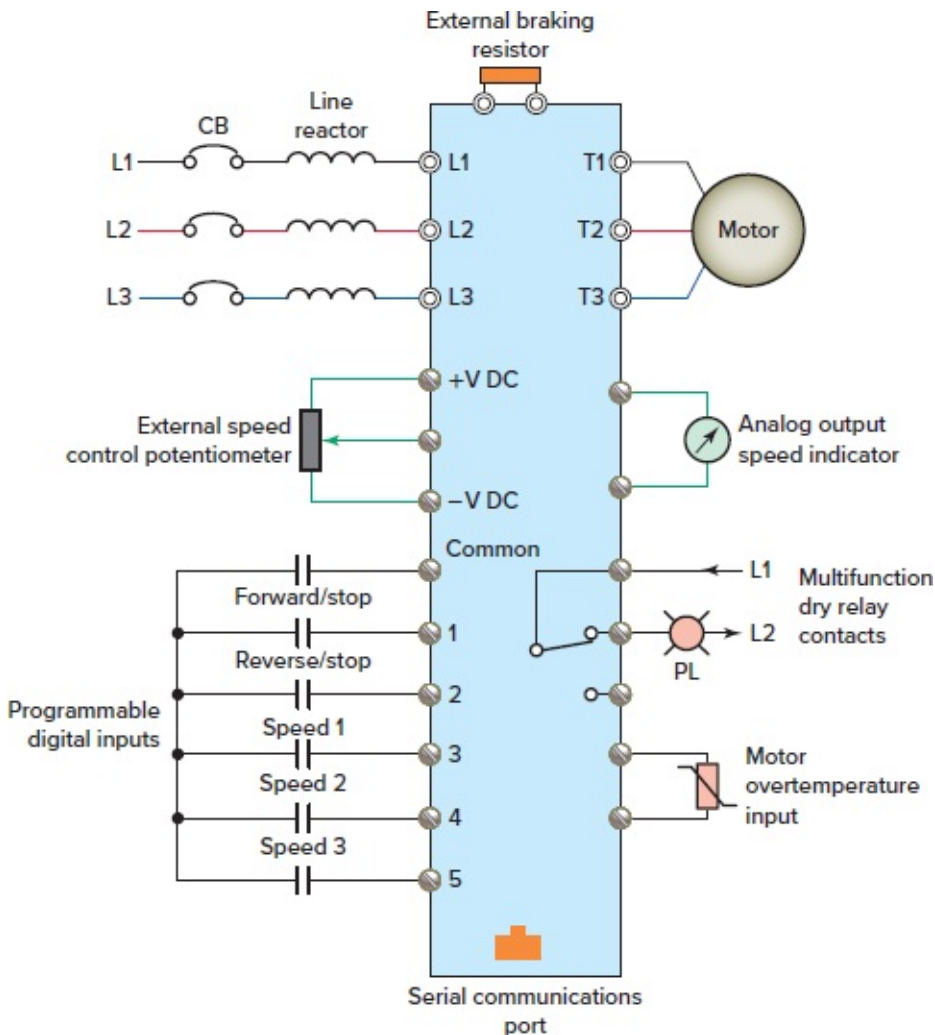 External braking
resistor
Line
reactor
CB
L1
L1
T1
L2
L2
T2
Motor
L3
L3
T3
+V DC
External speed
control potentiometer
Analog output
speed indicator
–V DC
Common
L1
Multifunction
dry relay
contacts
Forward/stop
1
L2
Reverse/stop
PL
2
Programmable
digital inputs
Speed 1
3
Motor
overtemperature
input
Speed 2
4
Speed 3
5
Serial communications
port